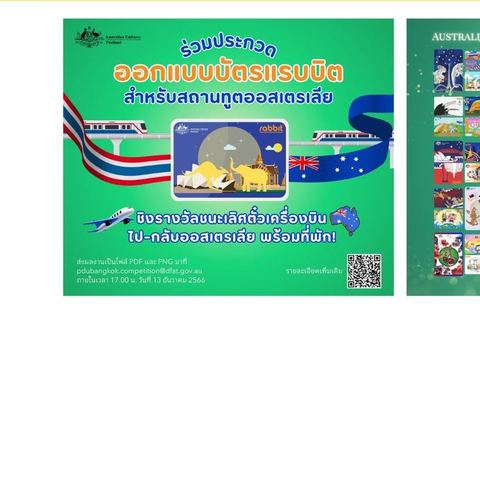 Australian Embassy
Thailand
ร่วมประกวด
ออกแบบบัตรแรบบิต
สำหรับสถานทูตออสเตรเลีย
rabbit
ชิงรางวัลชนะเลิศตั๋วเครื่องบิน
ไป-กลับออสเตรเลีย พร้อมที่พัก!
ส่งผลงานเป็นไฟล์ PDF และ PNG มาที่
pdubangkok.competition@dfat.gov.au
ภายในเวลา 17.00 น. วันที่ 13 ธันวาคม 2566
รายละเอียดเพิ่มเติม